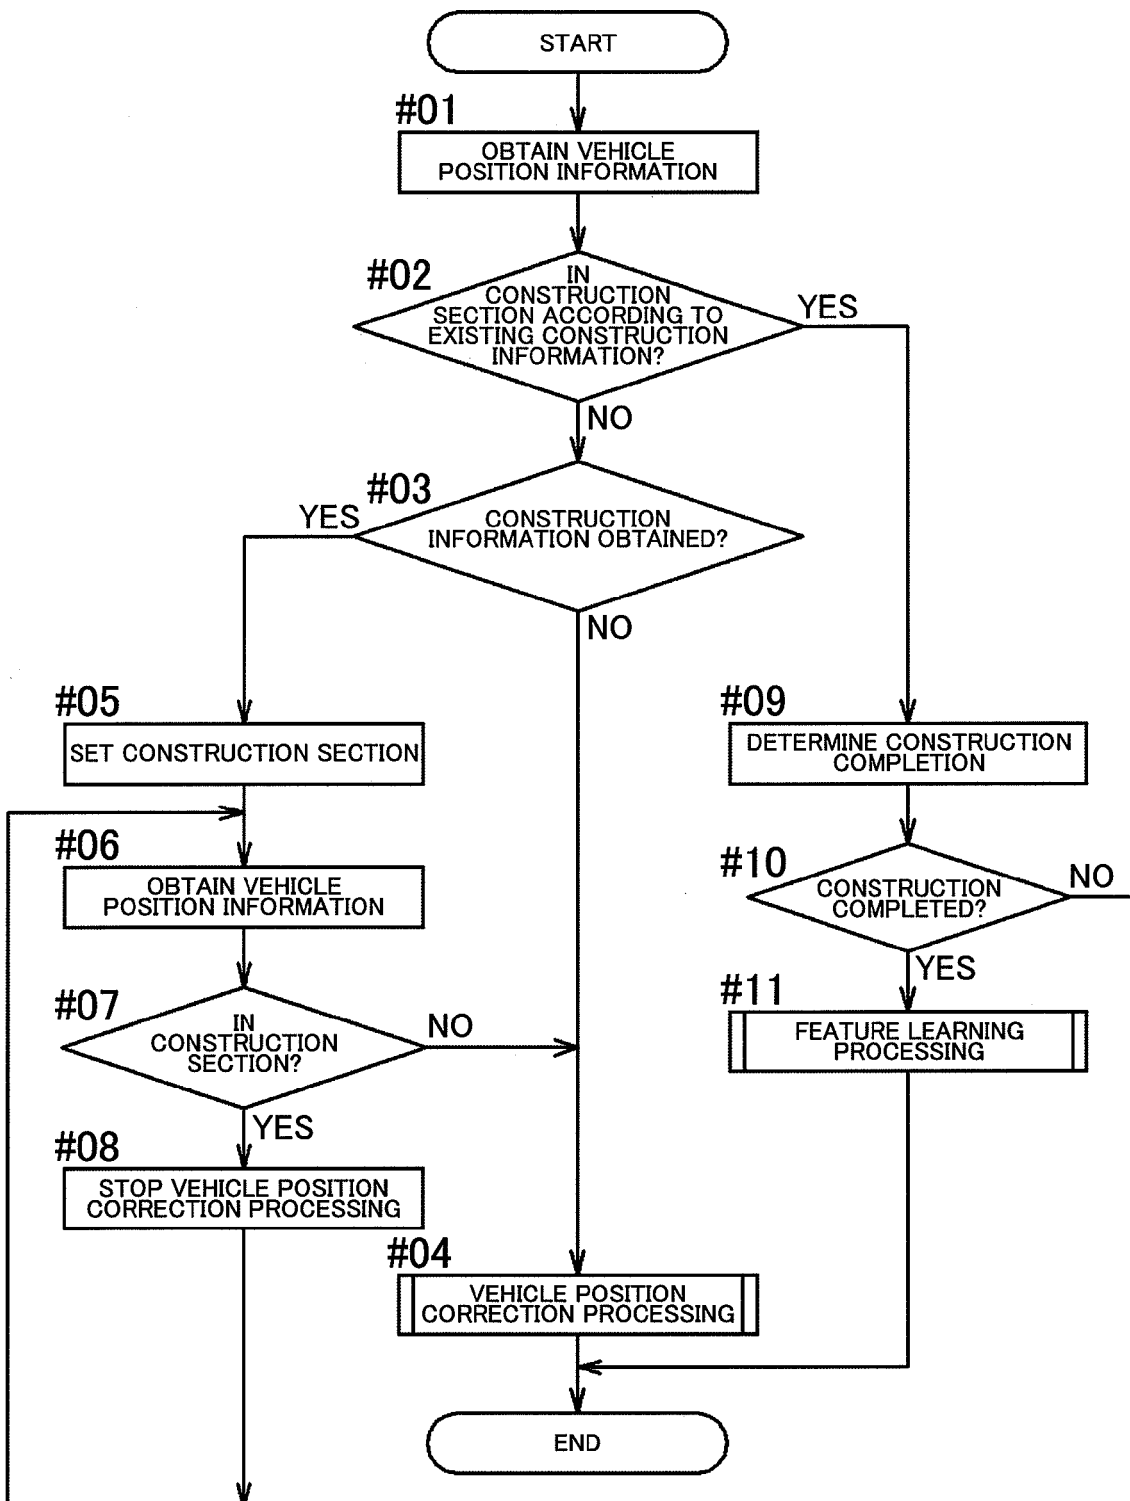 START
#01
OBTAIN VEHICLE
POSITION INFORMATION
#02
IN
CONSTRUCTION
SECTION ACCORDING TO
EXISTING CONSTRUCTION
INFORMATION?
YES
NO
#03
CONSTRUCTION
INFORMATION OBTAINED?
YES
NO
#05
SET CONSTRUCTION SECTION
#09
DETERMINE CONSTRUCTION
COMPLETION
#06
OBTAIN VEHICLE
POSITION INFORMATION
#10
CONSTRUCTION
COMPLETED?
NO
YES
#07
IN
CONSTRUCTION
SECTION?
NO
YES
#11
FEATURE LEARNING
PROCESSING
#08
STOP VEHICLE POSITION
CORRECTION PROCESSING
#04
VEHICLE POSITION
CORRECTION PROCESSING
END